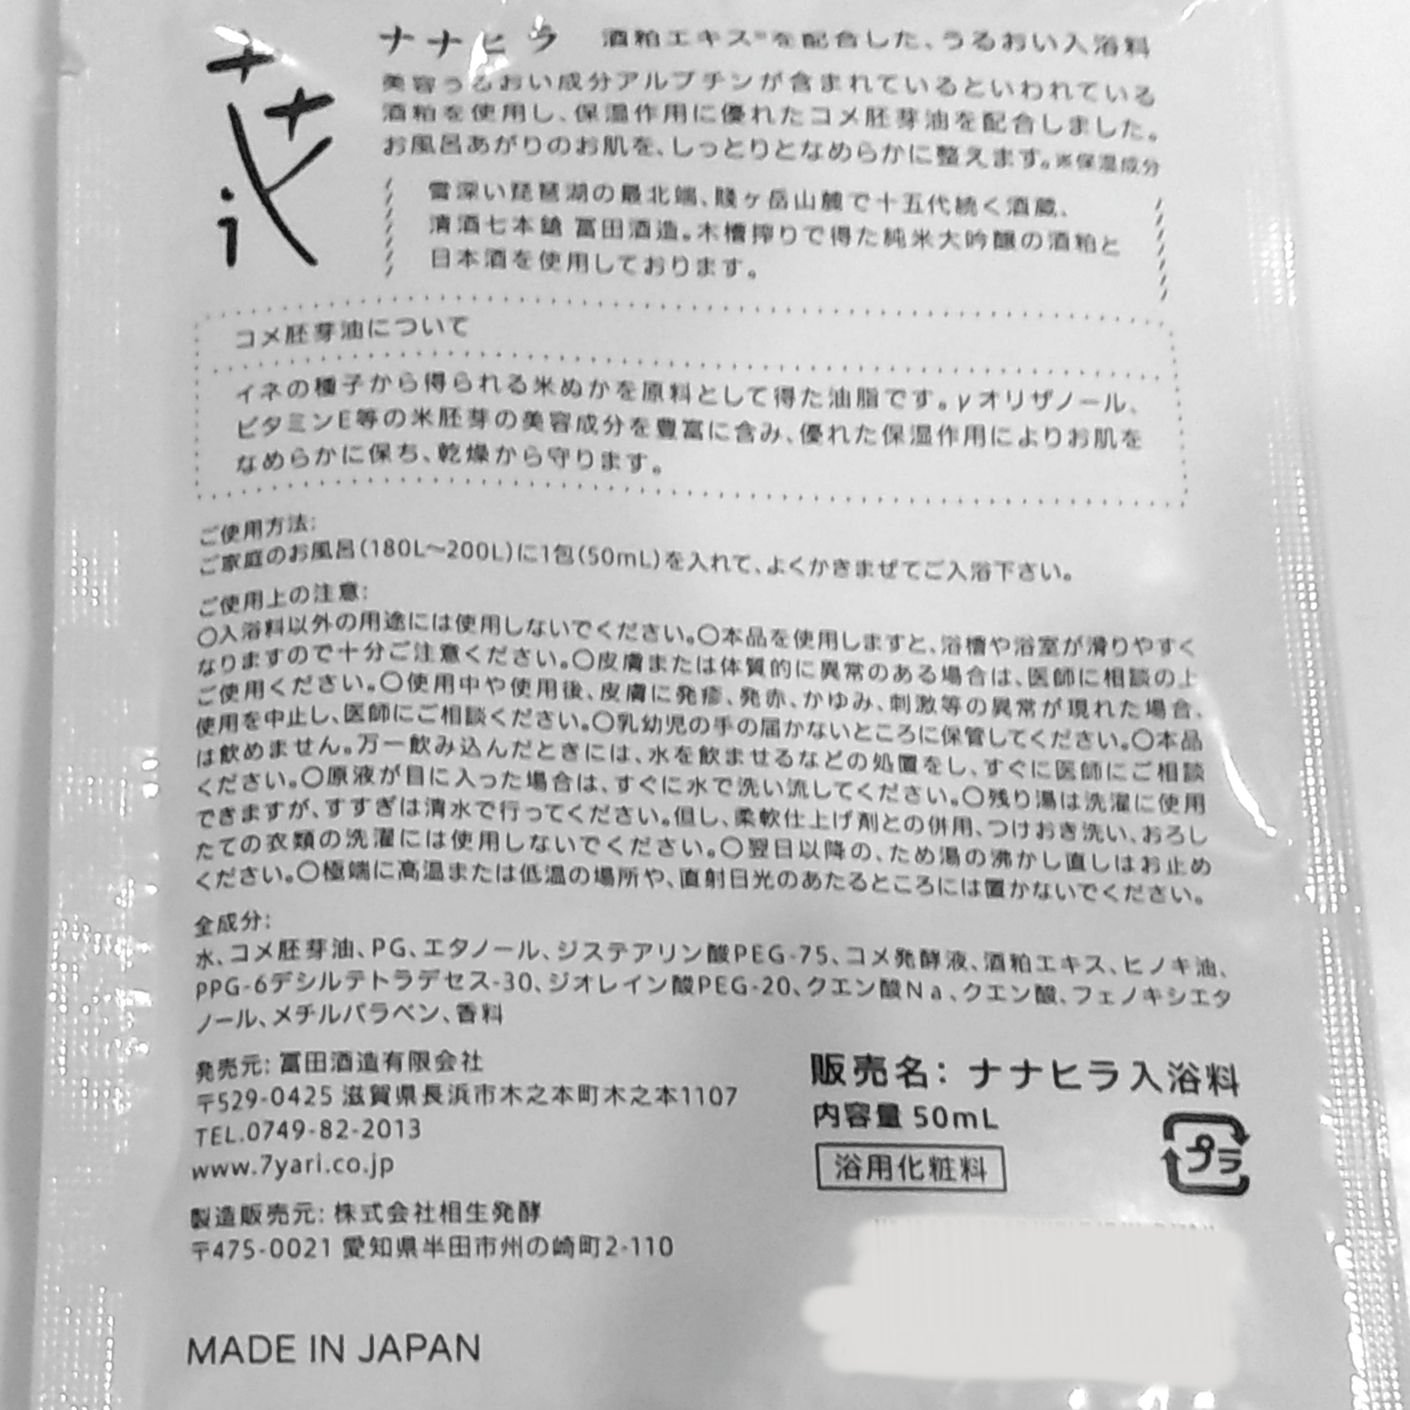 ナナヒラ 酒粕エキス※を配合した、うるおい入浴料
美容うるおい成分アルブチンが含まれているといわれている
酒粕を使用し、保湿作用に優れたコメ胚芽油を配合しました。
お風呂あがりのお肌を、しっとりとなめらかに整えます。※保湿成分
雪深い琵琶湖の最北端、賤ヶ岳山麓で十五代続く酒蔵、
清酒七本鎗 冨田酒造。木槽搾りで得た純米大吟醸の酒粕と
日本酒を使用しております。
コメ胚芽油について
イネの種子から得られる米ぬかを原料として得た油脂です。γオリザノール、
ビタミンE等の米胚芽の美容成分を豊富に含み、優れた保湿作用によりお肌を
なめらかに保ち、乾燥から守ります。
ご使用方法:
ご家庭のお風呂(180L〜200L)に1包(50mL)を入れて、よくかきまぜてご入浴下さい。
ご使用上の注意:
〇入浴料以外の用途には使用しないでください。〇本品を使用しますと、浴槽や浴室が滑りやすく
なりますので十分ご注意ください。〇皮膚または体質的に異常のある場合は、医師に相談の上
ご使用ください。〇使用中や使用後、皮膚に発疹、発赤、かゆみ、刺激等の異常が現れた場合、
使用を中止し、医師にご相談ください。〇乳幼児の手の届かないところに保管してください。〇本品
は飲めません。万一飲み込んだときには、水を飲ませるなどの処置をし、すぐに医師にご相談
ください。〇原液が目に入った場合は、すぐに水で洗い流してください。〇残り湯は洗濯に使用
できますが、すすぎは清水で行ってください。但し、柔軟仕上げ剤との併用、つけおき洗い、おろし
たての衣類の洗濯には使用しないでください。〇翌日以降の、ため湯の沸かし直しはお止め
ください。〇極端に高温または低温の場所や、直射日光のあたるところには置かないでください。
全成分:
水、コメ胚芽油、PG、エタノール、ジステアリン酸PEG-75、コメ発酵液、酒粕エキス、ヒノキ油、
PPG-6デシルテトラデセス-30、ジオレイン酸PEG-20、クエン酸Na、クエン酸、フェノキシエタ
ノール、メチルパラベン、香料
発売元: 冨田酒造有限会社
〒529-0425 滋賀県長浜市木之本町木之本1107
TEL.0749-82-2013
www.7yari.co.jp
製造販売元: 株式会社相生発酵
〒475-0021 愛知県半田市州の崎町2-110
MADE IN JAPAN
販売名: ナナヒラ入浴料
内容量 50mL
浴用化粧料
プラ